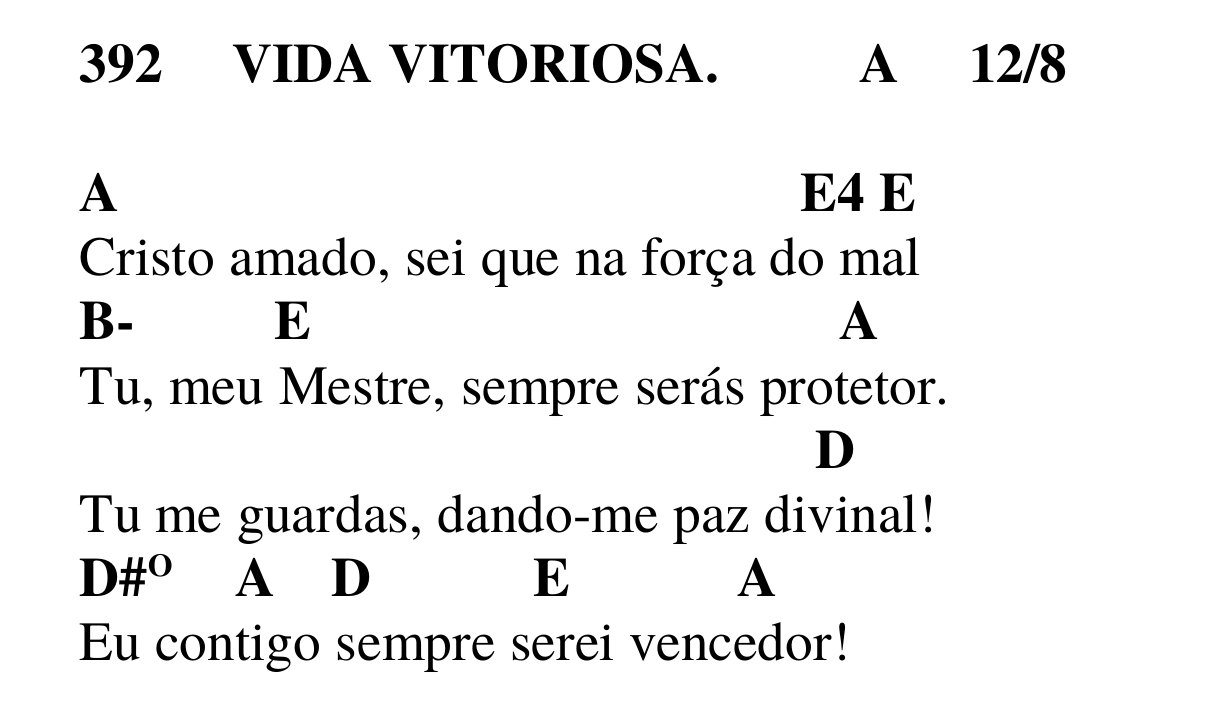 392 VIDA VITORIOSA. A 12/8
A E4 E
Cristo amado, sei que na força do mal
B- E A
Tu, meu Mestre, sempre serás protetor.
D
Tu me guardas, dando-me paz divinal!
D#º A D E A
Eu contigo sempre serei vencedor!